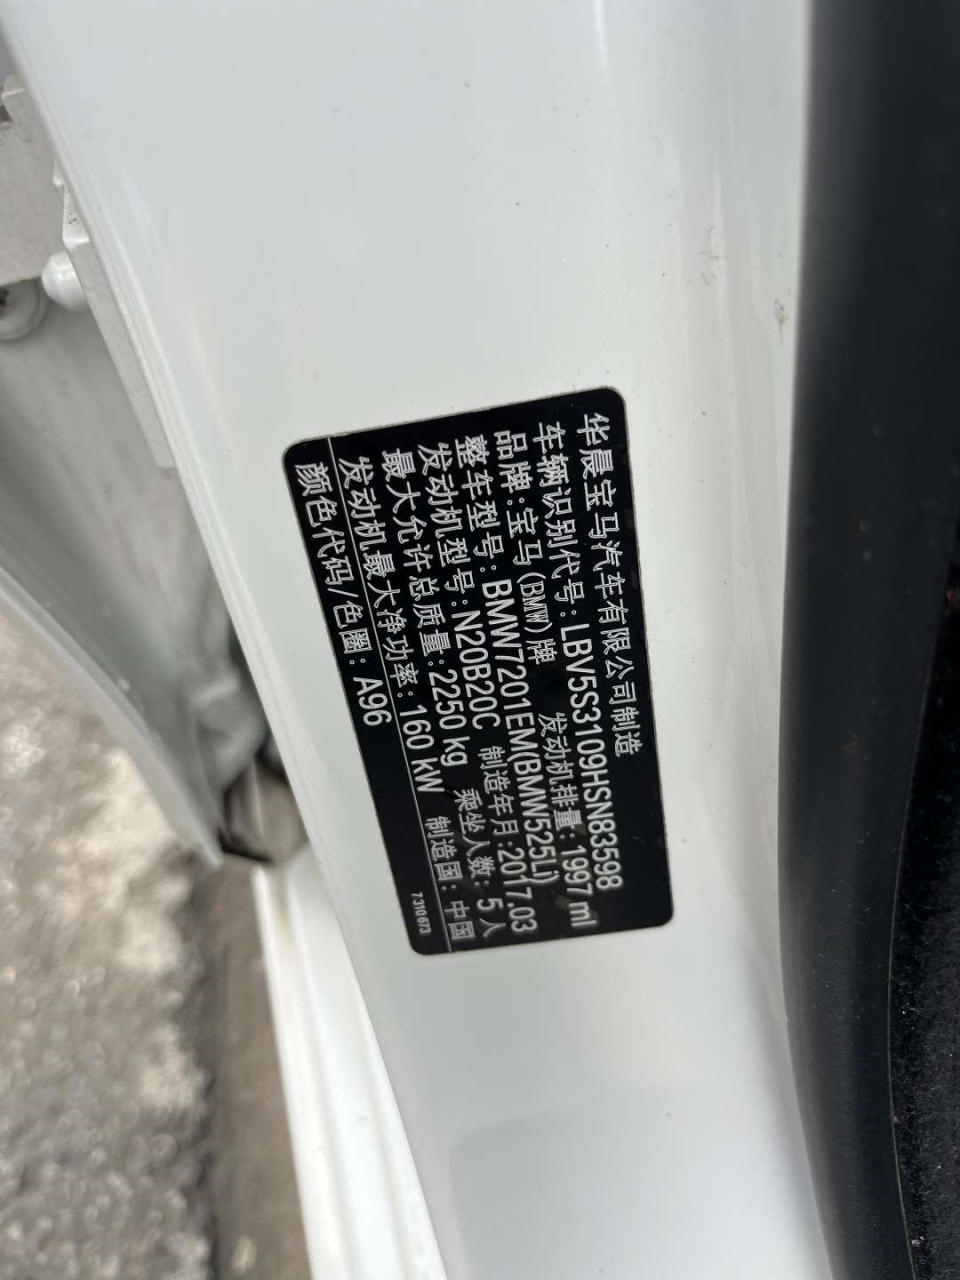 华晨宝马汽车有限公司制造
车辆识别代号:LBV5S3109HSN83598
品牌:宝马(BMW)牌 发动机排量:1997 ml
整车型号:BMW7201EM(BMW525Li)
发动机型号:N20B20C 制造年月:2017.03
最大允许总质量:2250 kg 乘坐人数:5人
发动机最大净功率:160 kW 制造国:中国
颜色代码/色圈:A96 7 310 673